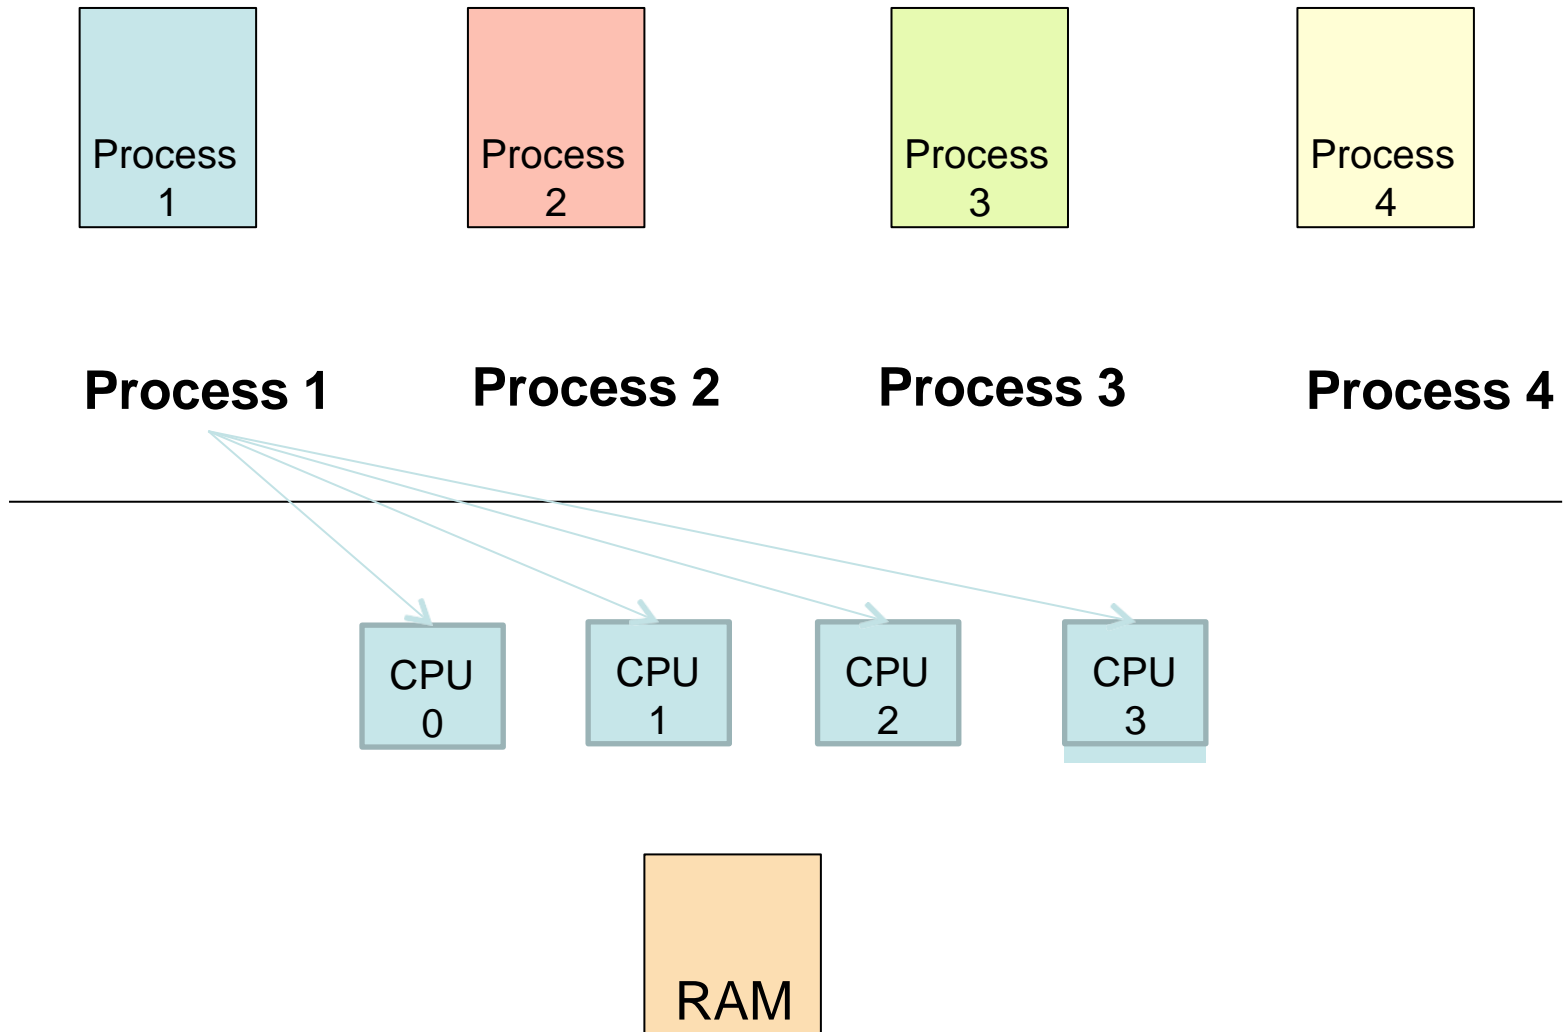 Process
1
Process
2
Process
3
Process
4
Process 1
Process 2
Process 3
Process 4
CPU
0
CPU
1
CPU
2
CPU
3
RAM